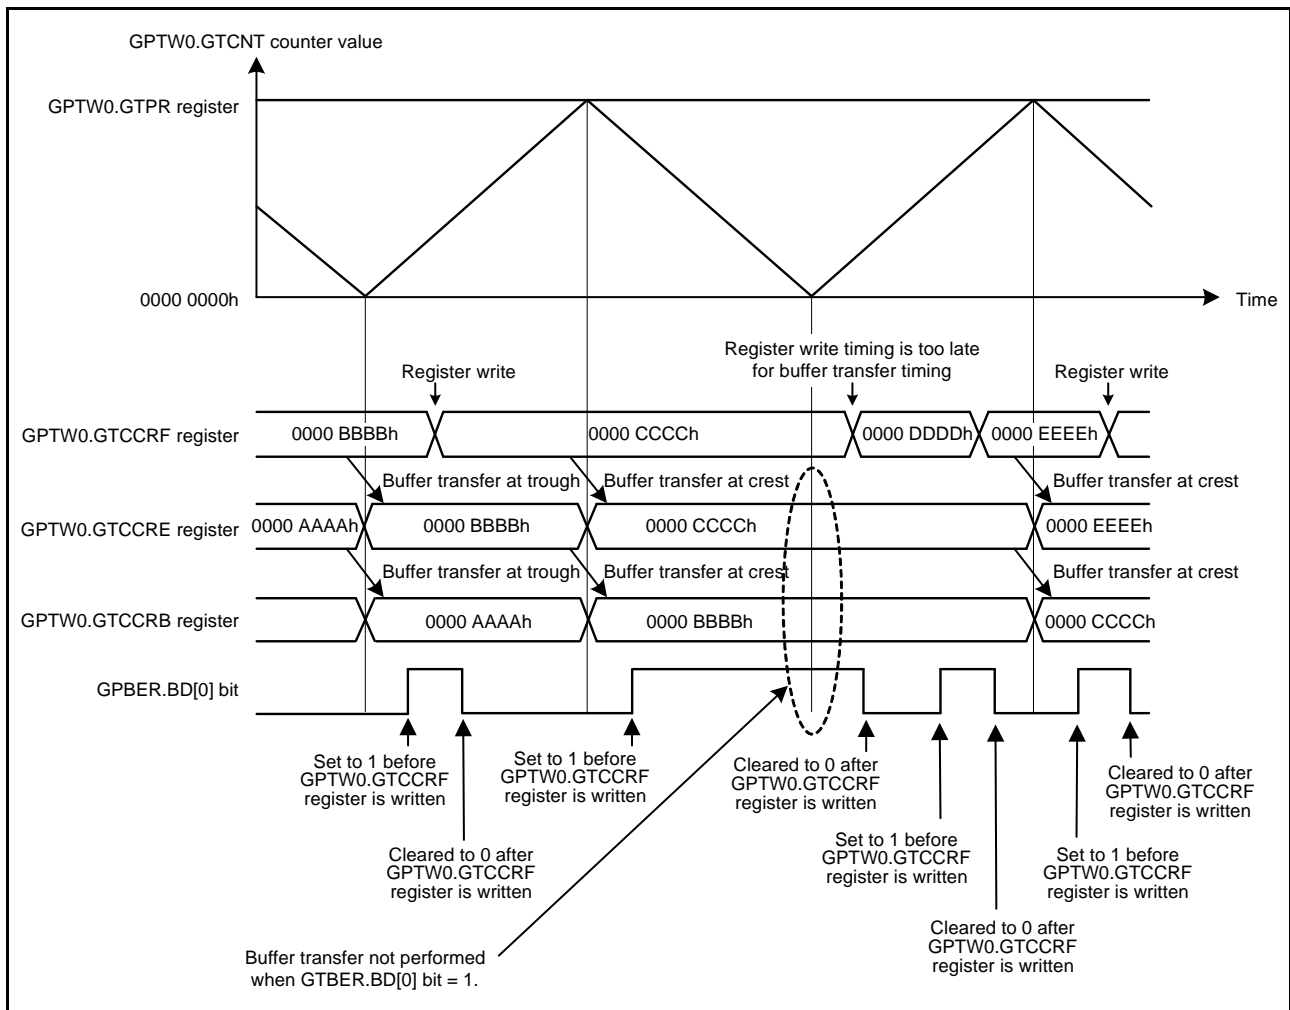 GPTW0.GTCNT counter value
GPTW0.GTPR register
0000 0000h
Time
Register write timing is too late
for buffer transfer timing
Register write
Register write
GPTW0.GTCCRF register
0000 BBBBh
0000 CCCCh
0000 DDDDh
0000 EEEEh
Buffer transfer at trough
Buffer transfer at crest
Buffer transfer at crest
GPTW0.GTCCRE register
0000 AAAAh
0000 BBBBh
0000 CCCCh
0000 EEEEh
Buffer transfer at trough
Buffer transfer at crest
Buffer transfer at crest
GPTW0.GTCCRB register
0000 AAAAh
0000 BBBBh
0000 CCCCh
GPBER.BD[0] bit
Set to 1 before
GPTW0.GTCCRF
register is written
Set to 1 before
GPTW0.GTCCRF
register is written
Cleared to 0 after
GPTW0.GTCCRF
register is written
Cleared to 0 after
GPTW0.GTCCRF
register is written
Cleared to 0 after
GPTW0.GTCCRF
register is written
Set to 1 before
GPTW0.GTCCRF
register is written
Set to 1 before
GPTW0.GTCCRF
register is written
Cleared to 0 after
GPTW0.GTCCRF
register is written
Buffer transfer not performed
when GTBER.BD[0] bit = 1.